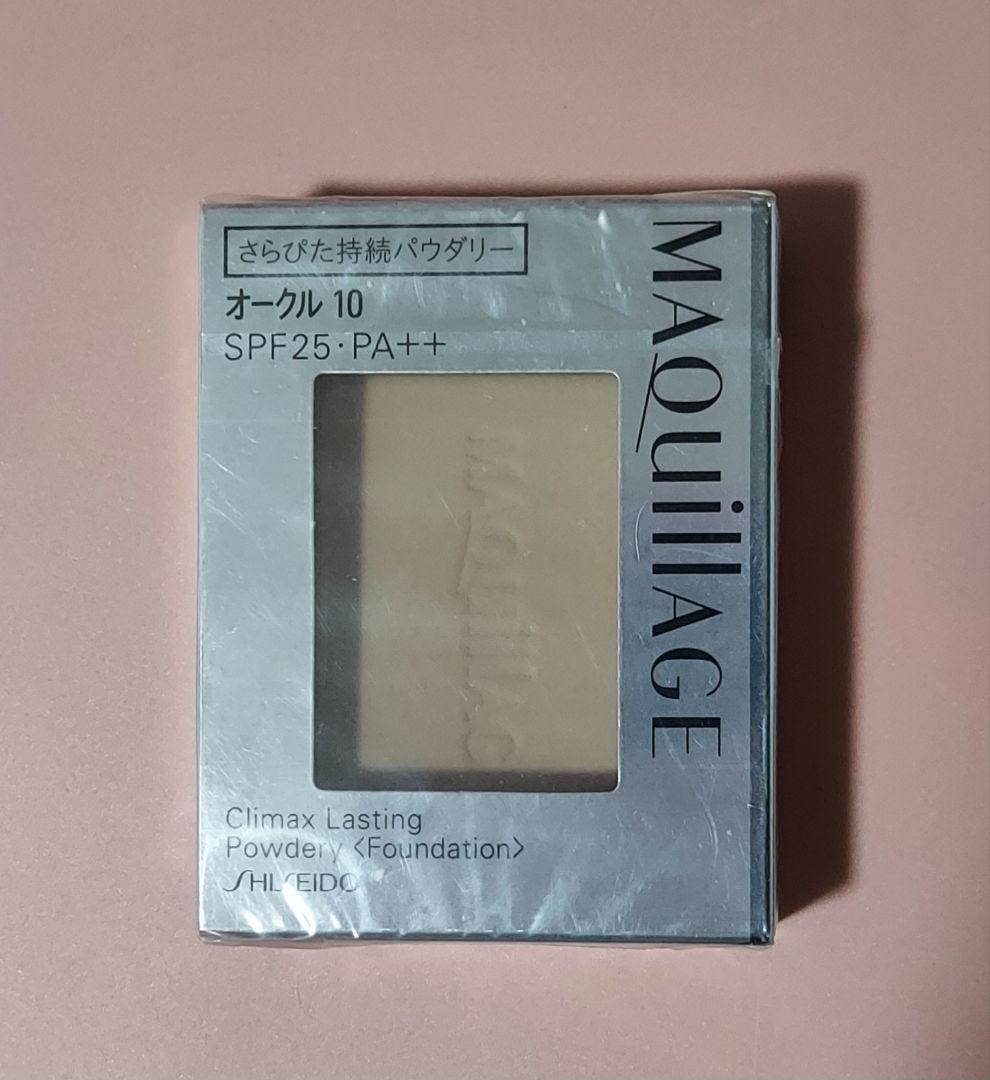 さらぴた持続パウダリー
オークル 10
SPF25·PA++
MAQuillAGE
MAQuillAG
Climax Lasting
Powdery <Foundation>
SHISEIDO